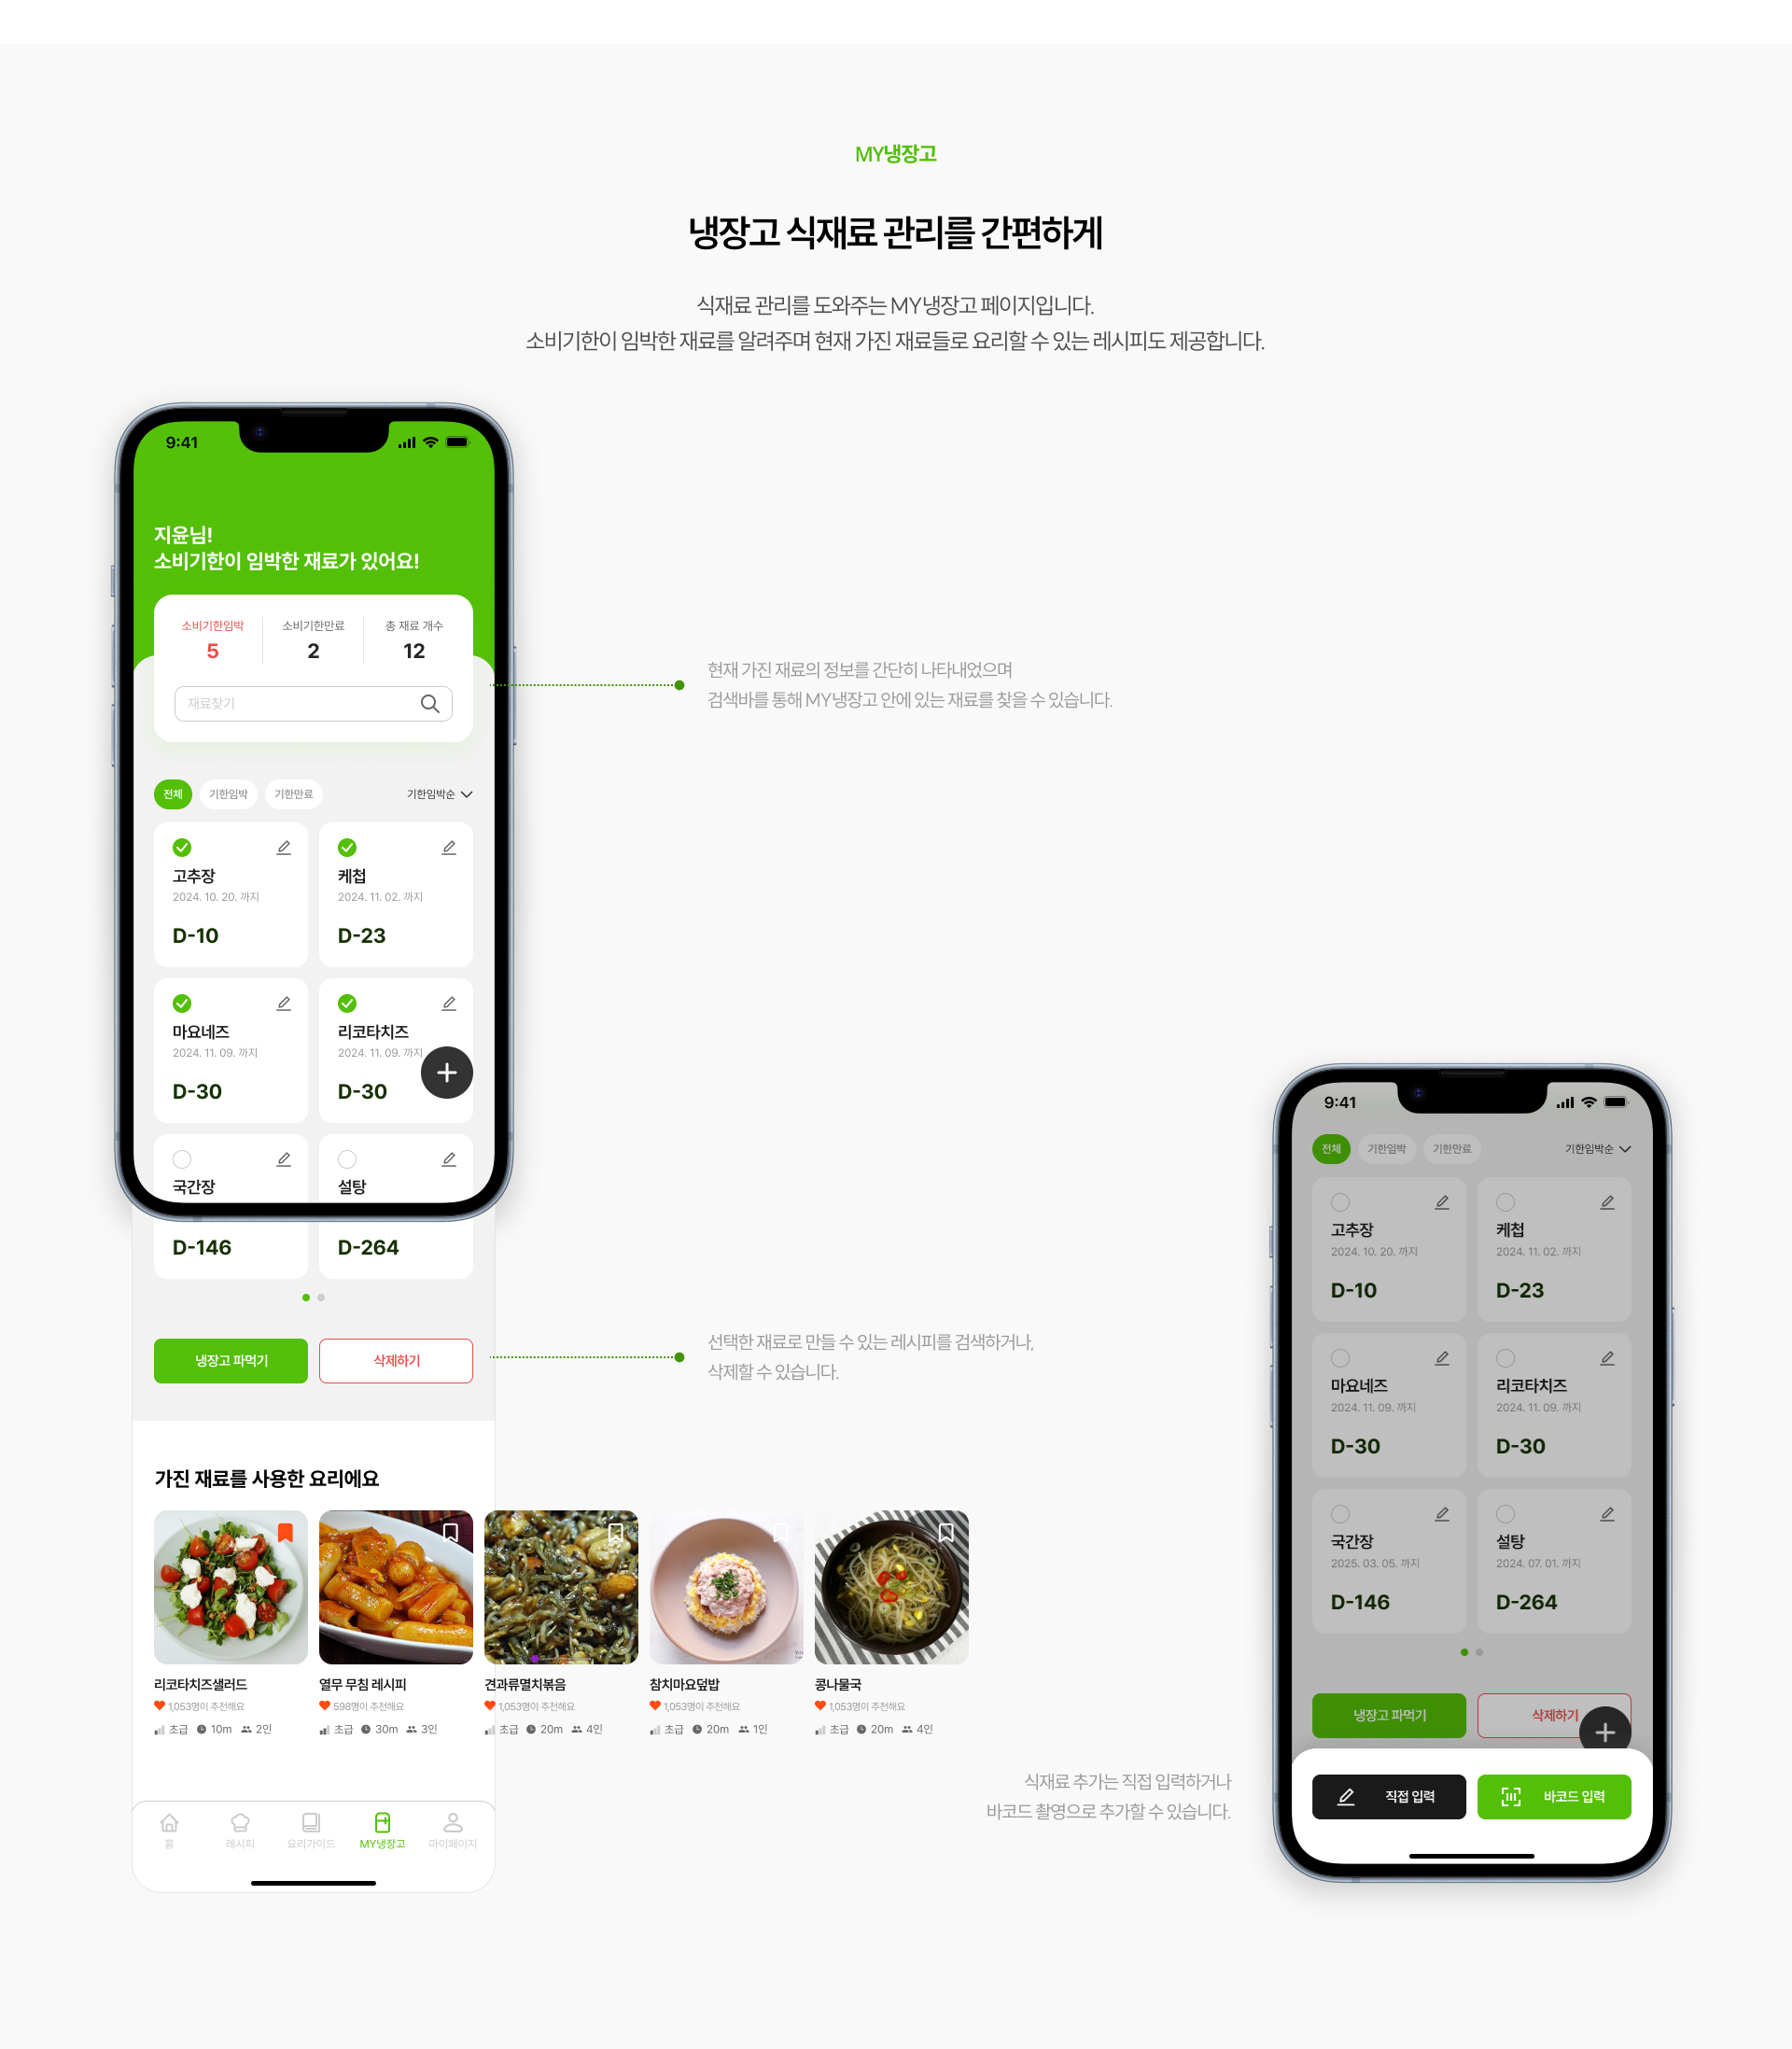 MY냉장고
냉장고 식재료 관리를 간편하게
식재료 관리를 도와주는 MY냉장고 페이지입니다.
소비기한이 임박한 재료를 알려주며 현재 가진 재료들로 요리할 수 있는 레시피도 제공합니다.
9:41
지윤님!
소비기한이 임박한 재료가 있어요!
소비기한임박 소비기한만료 총 재료 개수
5 2 12
재료찾기
현재 가진 재료의 정보를 간단히 나타내었으며
검색바를 통해 MY냉장고 안에 있는 재료를 찾을 수 있습니다.
전체 기한임박 기한만료 기한임박순
고추장 케첩
2024. 10. 20. 까지 2024. 11. 02. 까지
D-10 D-23
마요네즈 리코타치즈
2024. 11. 09. 까지 2024. 11. 09. 까지
D-30 D-30
국간장 설탕
D-146 D-264
냉장고 파먹기 삭제하기
선택한 재료로 만들 수 있는 레시피를 검색하거나,
삭제할 수 있습니다.
가진 재료를 사용한 요리에요
리코타치즈샐러드 열무 무침 레시피 견과류멸치볶음 참치마요덮밥 콩나물국
1,053명이 추천해요 598명이 추천해요 1,053명이 추천해요 1,053명이 추천해요 1,053명이 추천해요
초급 10m 2인 초급 30m 3인 초급 20m 4인 초급 20m 1인 초급 20m 4인
홈 레시피 요리가이드 MY냉장고 마이페이지
식재료 추가는 직접 입력하거나
바코드 촬영으로 추가할 수 있습니다.
9:41
전체 기한임박 기한만료 기한임박순
고추장 케첩
2024. 10. 20. 까지 2024. 11. 02. 까지
D-10 D-23
마요네즈 리코타치즈
2024. 11. 09. 까지 2024. 11. 09. 까지
D-30 D-30
국간장 설탕
2025. 03. 05. 까지 2024. 07. 01. 까지
D-146 D-264
냉장고 파먹기 삭제하기
직접 입력 바코드 입력